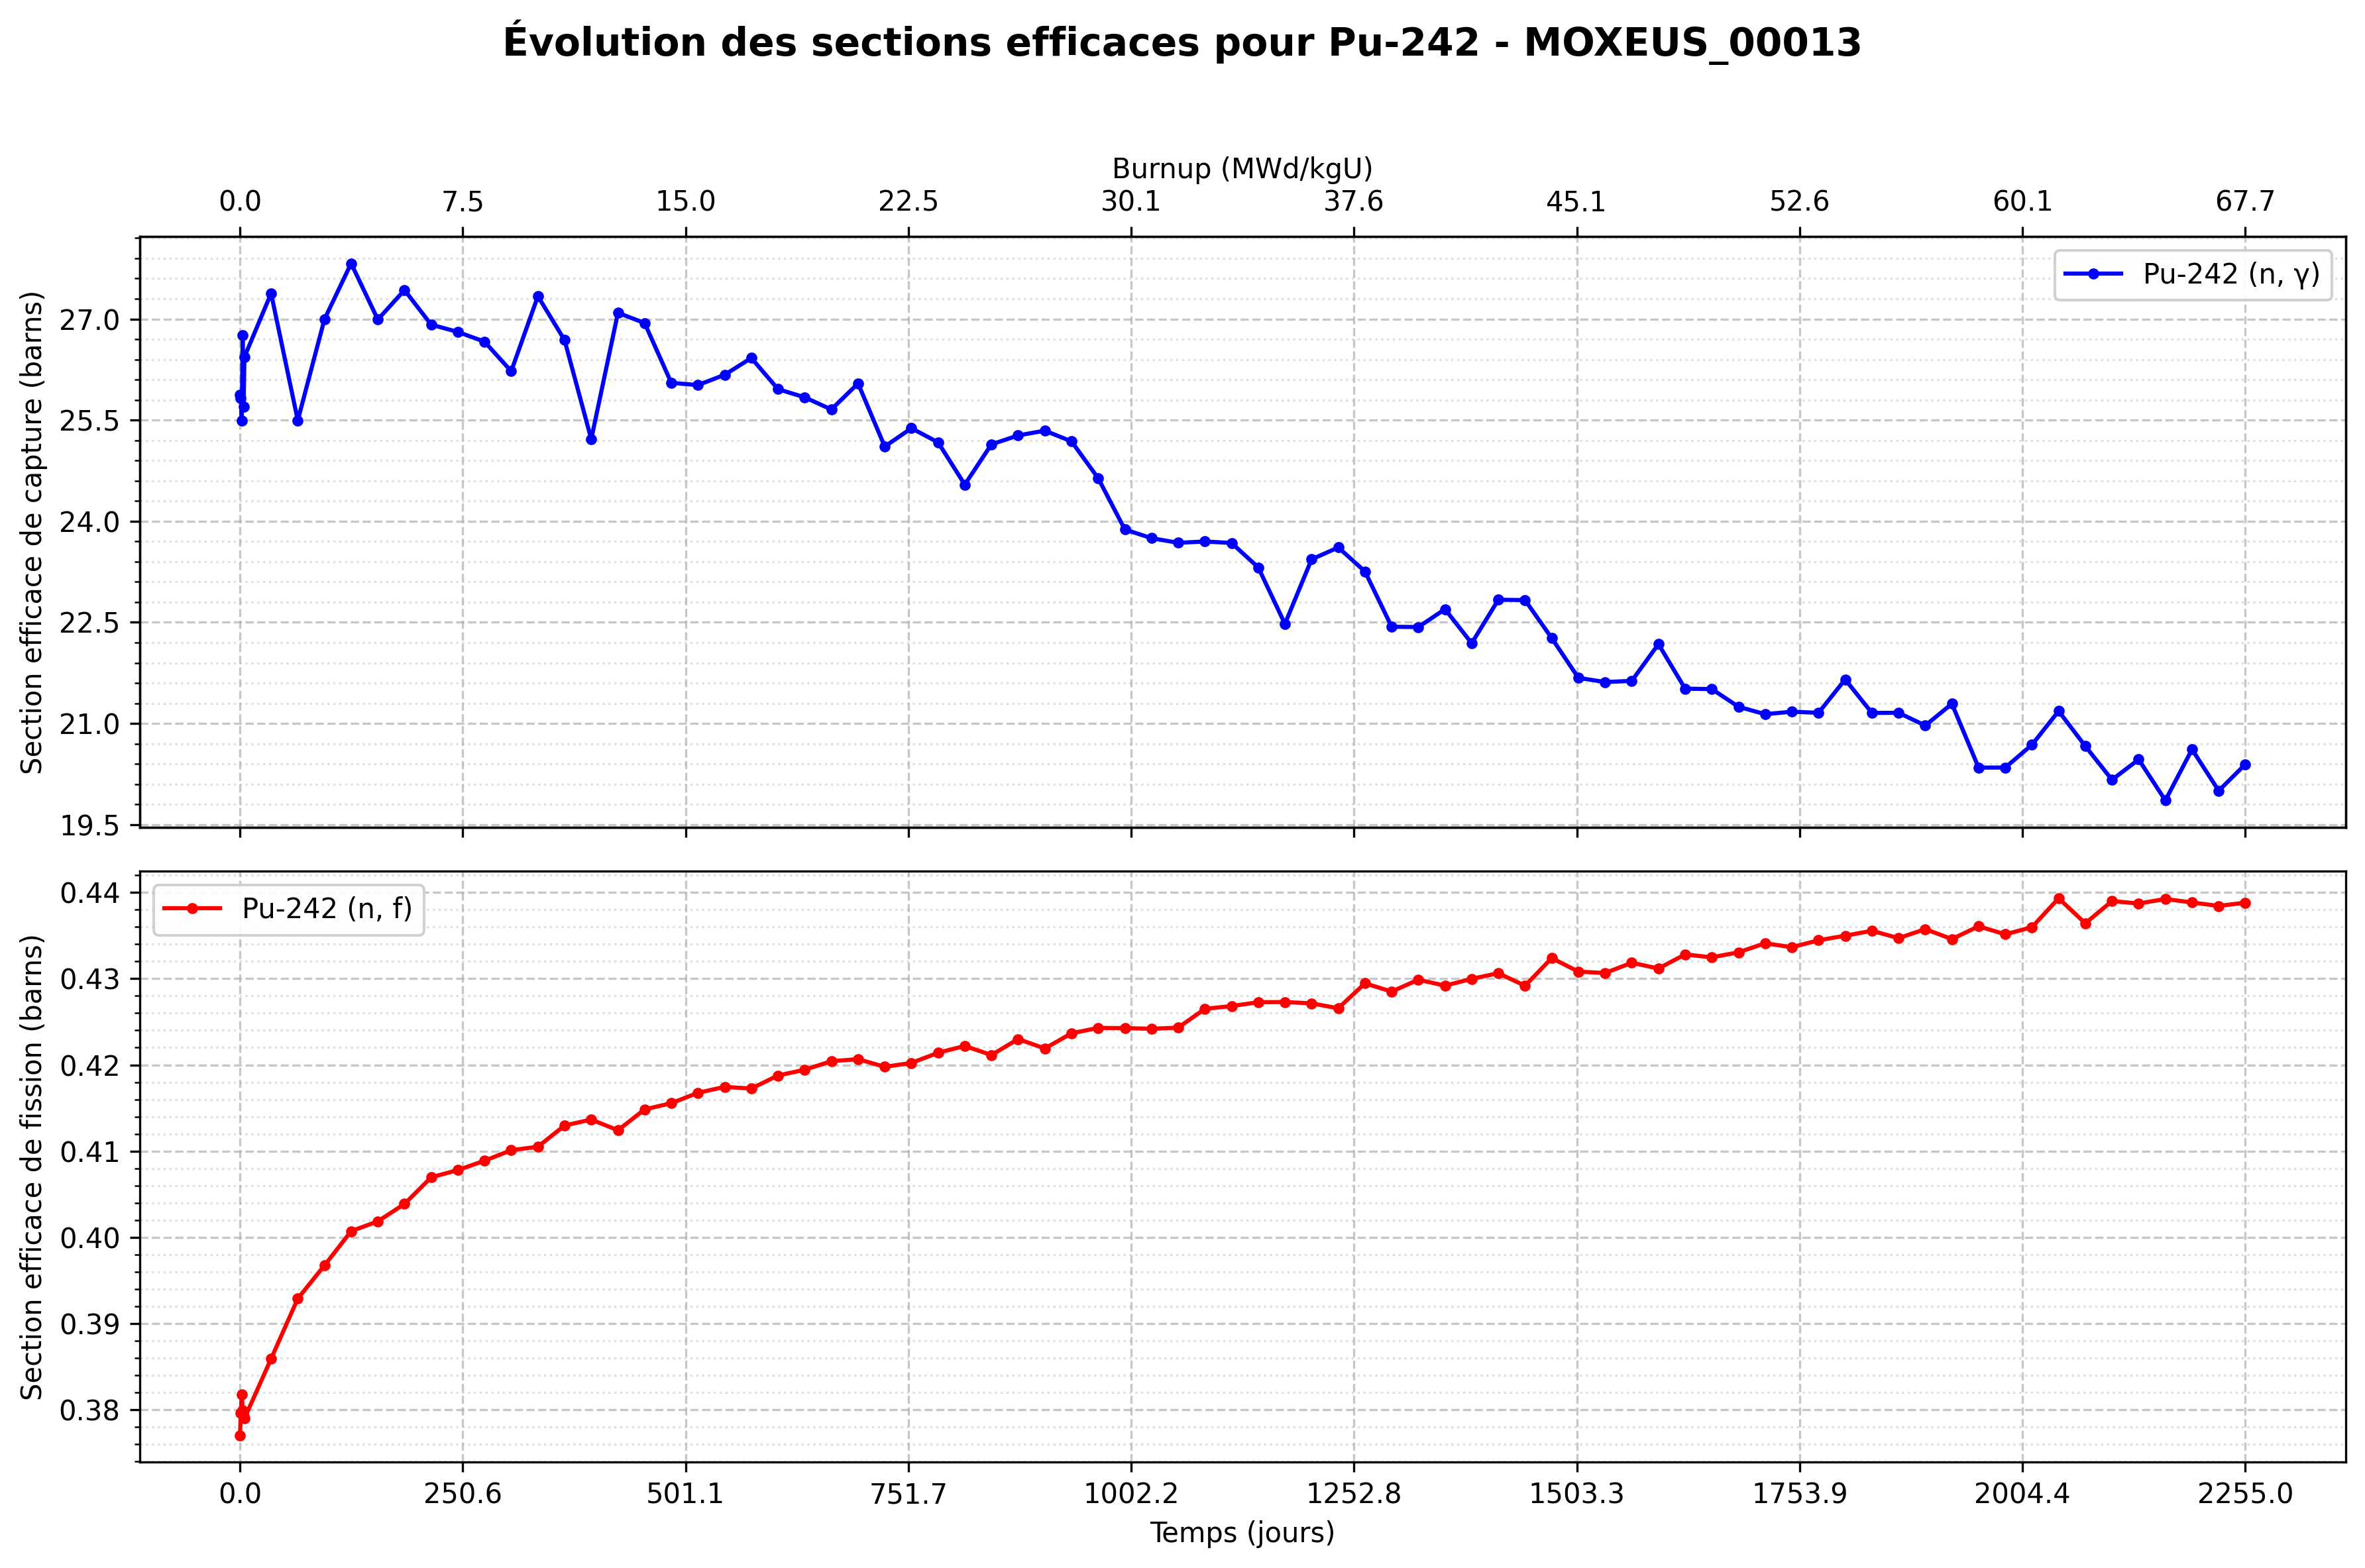 Évolution des sections efficaces pour Pu-242 - MOXEUS_00013
Burnup (MWd/kgU)
0.0 7.5 15.0 22.5 30.1 37.6 45.1 52.6 60.1 67.7
Pu-242 (n, γ)
Section efficace de capture (barns)
27.0
25.5
24.0
22.5
21.0
19.5
Pu-242 (n, f)
Section efficace de fission (barns)
0.44
0.43
0.42
0.41
0.40
0.39
0.38
0.0 250.6 501.1 751.7 1002.2 1252.8 1503.3 1753.9 2004.4 2255.0
Temps (jours)